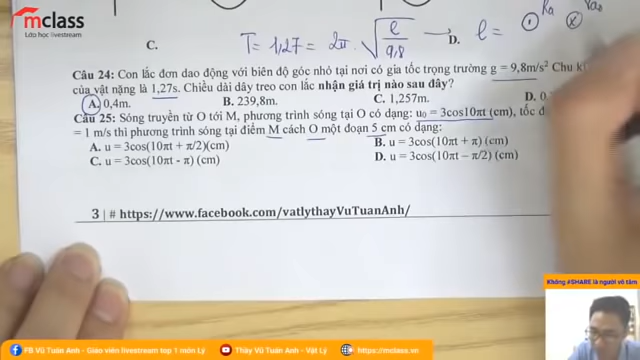 mclass
Lớp học livestream
C.
T = 1,27 = 2π. √(ℓ/9,8) → D. ℓ =
Câu 24: Con lắc đơn dao động với biên độ góc nhỏ tại nơi có gia tốc trọng trường g = 9,8m/s² Chu
của vật nặng là 1,27s. Chiều dài dây treo con lắc nhận giá trị nào sau đây?
A. 0,4m. B. 239,8m. C. 1,257m. D.
Câu 25: Sóng truyền từ O tới M, phương trình sóng tại O có dạng: u₀ = 3cos10πt (cm), tốc
= 1 m/s thì phương trình sóng tại điểm M cách O một đoạn 5 cm có dạng:
A. u = 3cos(10πt + π/2)(cm) B. u = 3cos(10πt + π) (cm)
C. u = 3cos(10πt - π) (cm) D. u = 3cos(10πt – π/2) (cm)
3 | # https://www.facebook.com/vatlythayVuTuanAnh/
Không #SHARE là người vô tâm
FB Vũ Tuấn Anh - Giáo viên livestream top 1 môn Lý Thầy Vũ Tuấn Anh - Vật Lý https://mclass.vn